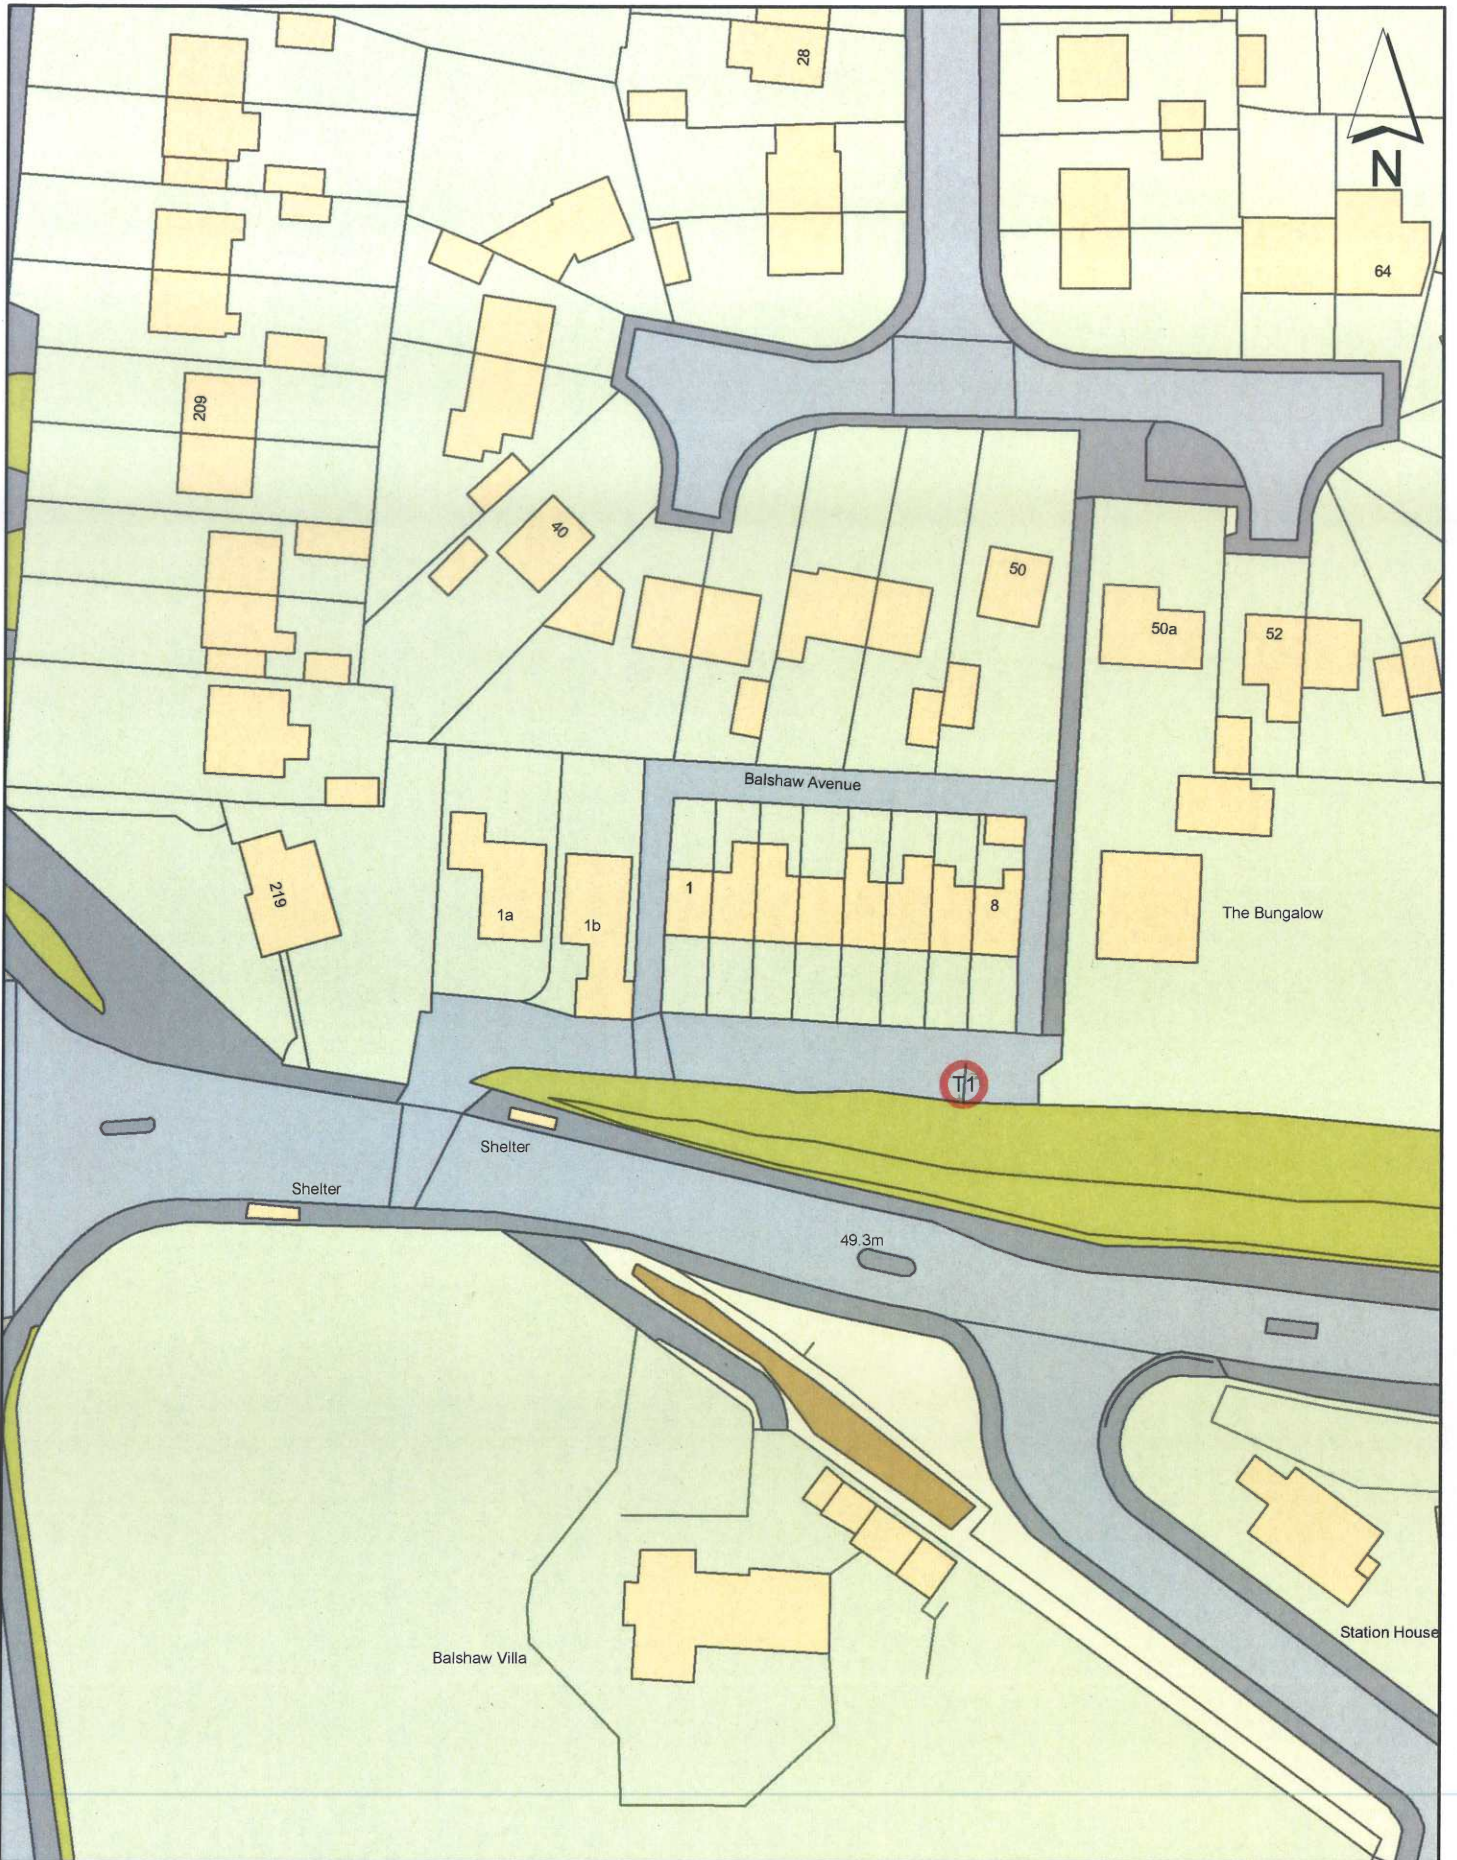 28
N
64
209
40
50
50a
52
Balshaw Avenue
219
1a
1b
1
8
The Bungalow
T1
Shelter
Shelter
49.3m
Balshaw Villa
Station House